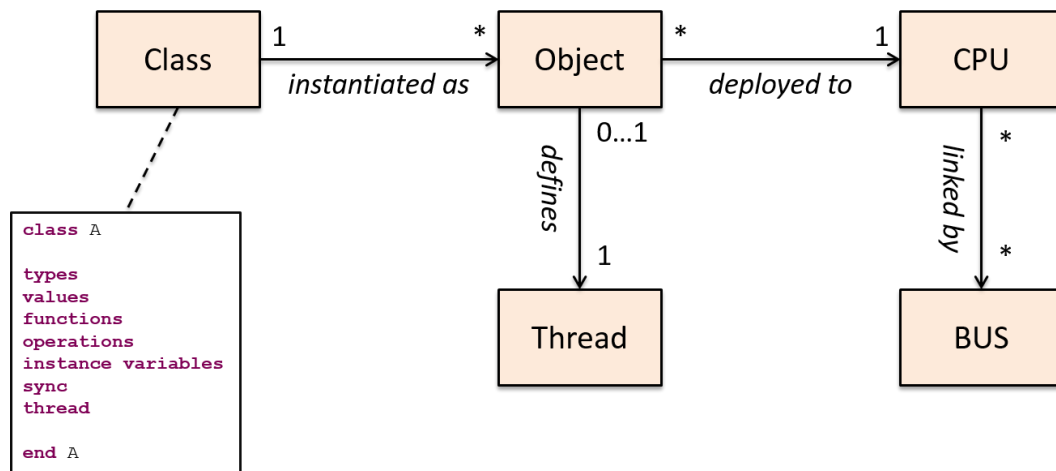 Class
1
*
instantiated as
Object
*
1
deployed to
CPU
0...1
defines
1
Thread
*
linked by
*
BUS
class A
types
values
functions
operations
instance variables
sync
thread
end A